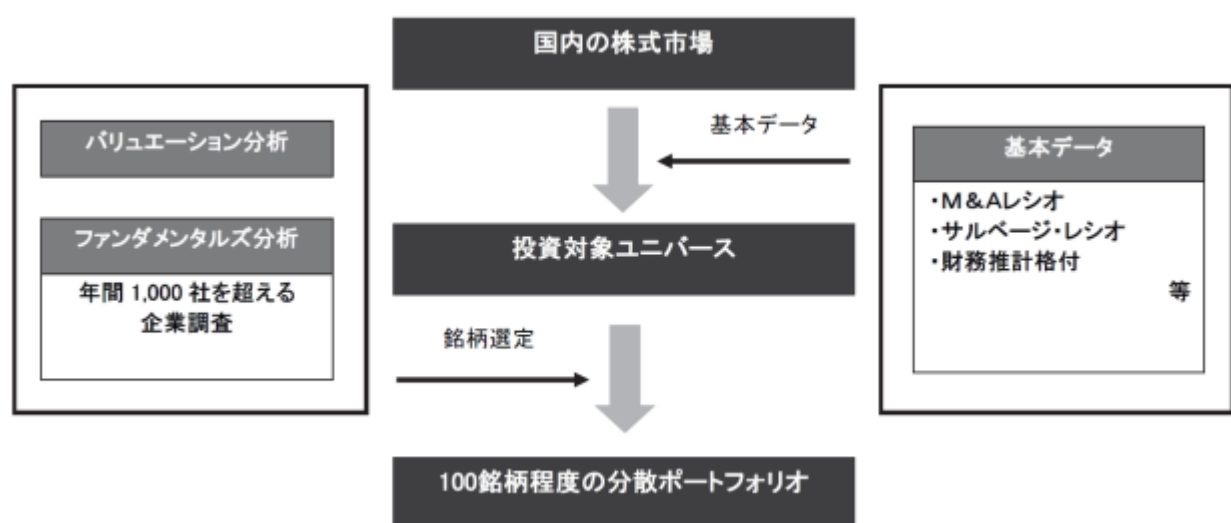 国内の株式市場
バリュエーション分析
ファンダメンタルズ分析
年間 1,000 社を超える
企業調査
基本データ
基本データ
・M&Aレシオ
・サルベージ・レシオ
・財務推計格付
等
投資対象ユニバース
銘柄選定
100銘柄程度の分散ポートフォリオ